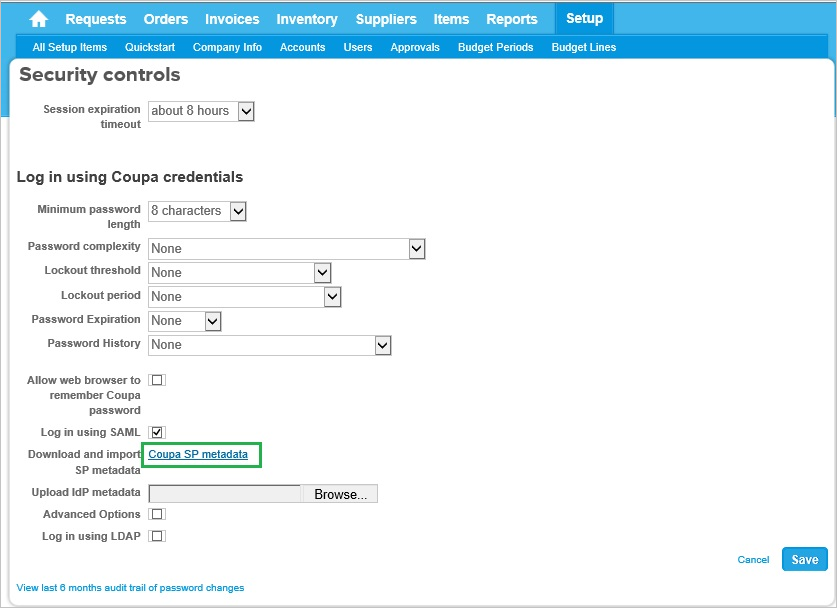 Requests Orders Invoices Inventory Suppliers Items Reports Setup
All Setup Items Quickstart Company Info Accounts Users Approvals Budget Periods Budget Lines
Security controls
Session expiration timeout about 8 hours
Log in using Coupa credentials
Minimum password length 8 characters
Password complexity None
Lockout threshold None
Lockout period None
Password Expiration None
Password History None
Allow web browser to
remember Coupa
password
Log in using SAML
Download and import SP metadata Coupa SP metadata
Upload IdP metadata Browse...
Advanced Options
Log in using LDAP
Cancel Save
View last 6 months audit trail of password changes